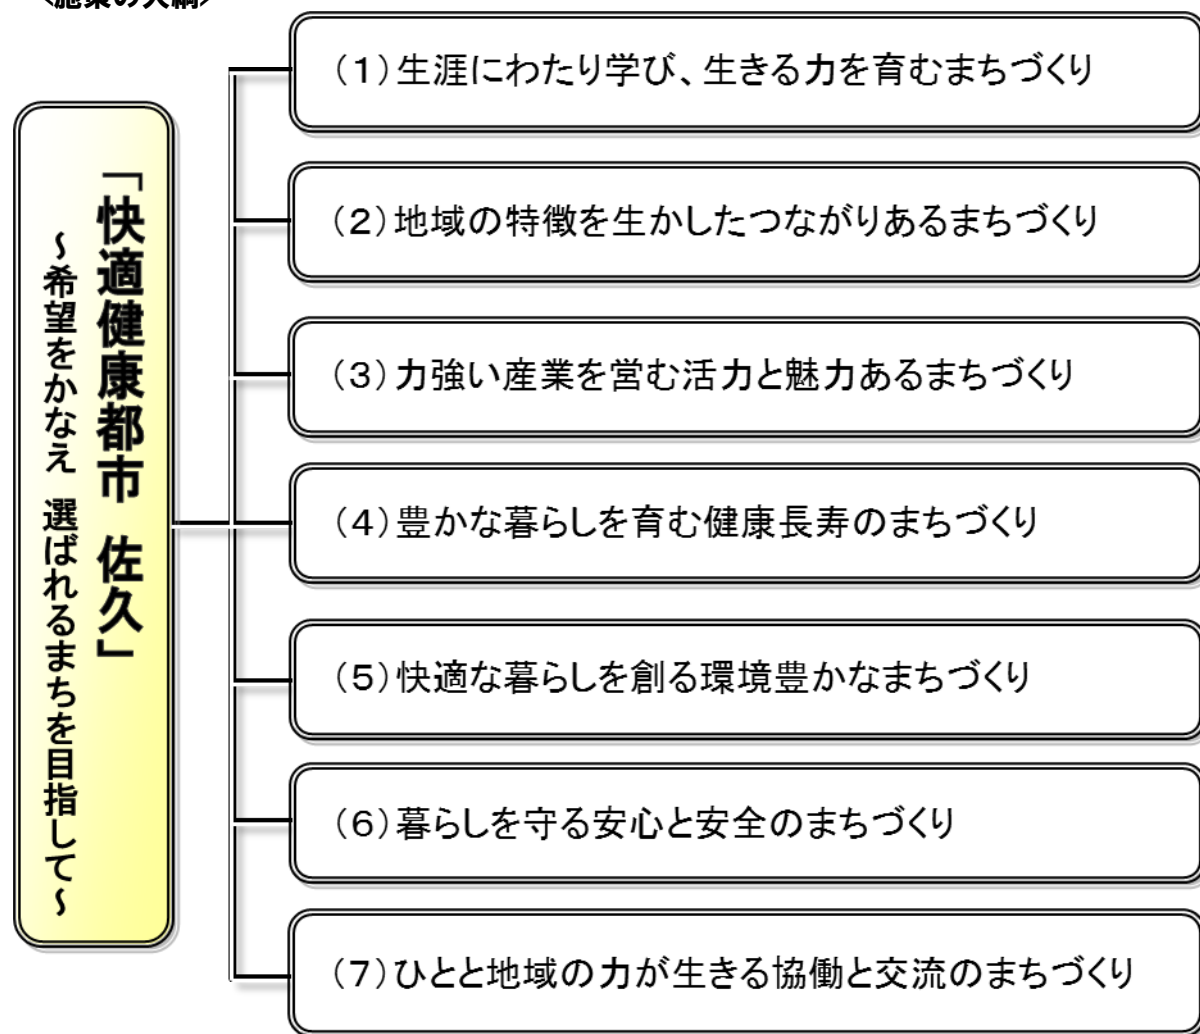 <施策の大綱>
「快適健康都市 佐久」
~希望をかなえ 選ばれるまちを目指して~
(1)生涯にわたり学び、生きる力を育むまちづくり
(2)地域の特徴を生かしたつながりあるまちづくり
(3)力強い産業を営む活力と魅力あるまちづくり
(4)豊かな暮らしを育む健康長寿のまちづくり
(5)快適な暮らしを創る環境豊かなまちづくり
(6)暮らしを守る安心と安全のまちづくり
(7)ひとと地域の力が生きる協働と交流のまちづくり